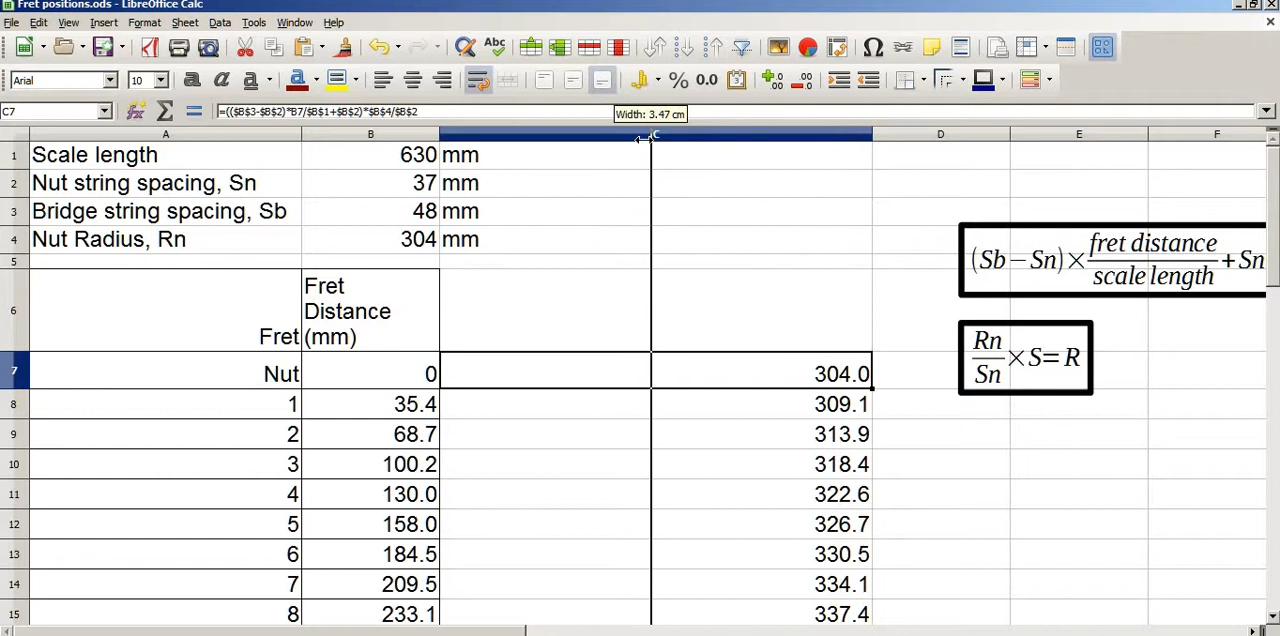 Fret positions.ods - LibreOffice Calc
File Edit View Insert Format Sheet Data Tools Window Help
Arial 10
C7 =(($B$3-$B$2)*B7/$B$1+$B$2)*$B$4/$B$2
Width: 3.47 cm
A B C D E F
1 Scale length 630 mm
2 Nut string spacing, Sn 37 mm
3 Bridge string spacing, Sb 48 mm
4 Nut Radius, Rn 304 mm
5
6 Fret Fret Distance (mm)
7 Nut 0 304.0
8 1 35.4 309.1
9 2 68.7 313.9
10 3 100.2 318.4
11 4 130.0 322.6
12 5 158.0 326.7
13 6 184.5 330.5
14 7 209.5 334.1
15 8 233.1 337.4
(Sb−Sn)× fret distance / scale length +Sn
Rn / Sn ×S=R